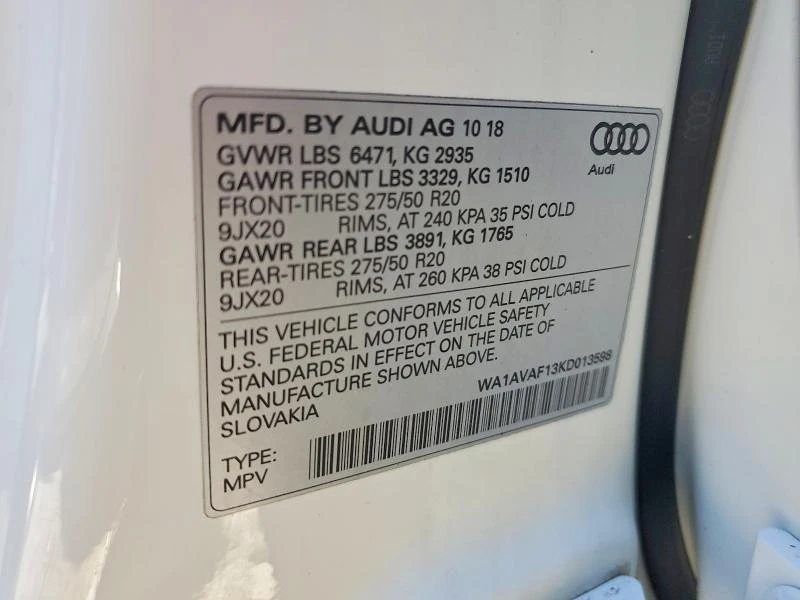 MFD. BY AUDI AG 10 18
GVWR LBS 6471, KG 2935
GAWR FRONT LBS 3329, KG 1510
FRONT-TIRES 275/50 R20
9JX20 RIMS, AT 240 KPA 35 PSI COLD
GAWR REAR LBS 3891, KG 1765
REAR-TIRES 275/50 R20
9JX20 RIMS, AT 260 KPA 38 PSI COLD
Audi
THIS VEHICLE CONFORMS TO ALL APPLICABLE
U.S. FEDERAL MOTOR VEHICLE SAFETY
STANDARDS IN EFFECT ON THE DATE OF
MANUFACTURE SHOWN ABOVE.
SLOVAKIA
WA1AVAF13KD013598
TYPE:
MPV
AUDI